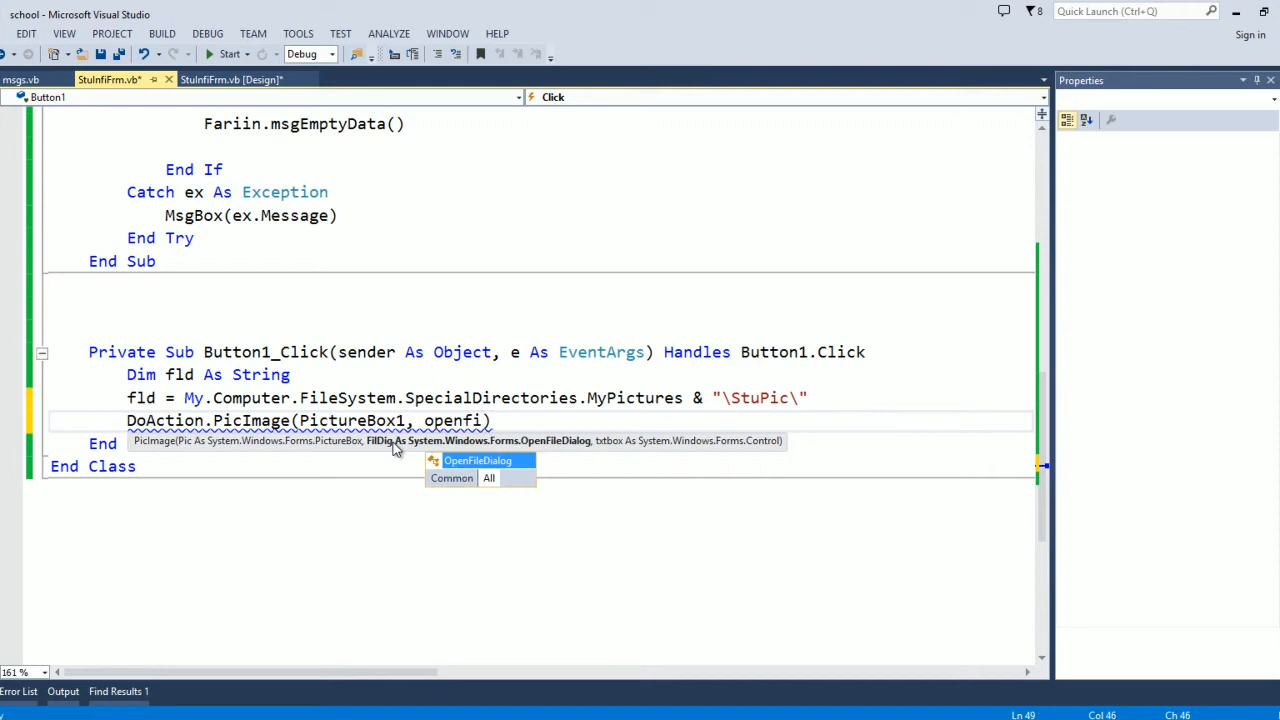 school - Microsoft Visual Studio
8
Quick Launch (Ctrl+Q)
EDIT VIEW PROJECT BUILD DEBUG TEAM TOOLS TEST ANALYZE WINDOW HELP
Sign in
Start Debug
msgs.vb StuInfiFrm.vb* StuInfiFrm.vb [Design]*
Properties
Button1 Click
Fariin.msgEmptyData()
End If
Catch ex As Exception
MsgBox(ex.Message)
End Try
End Sub
Private Sub Button1_Click(sender As Object, e As EventArgs) Handles Button1.Click
Dim fld As String
fld = My.Computer.FileSystem.SpecialDirectories.MyPictures & "\StuPic\"
DoAction.PicImage(PictureBox1, openfi)
End
PicImage(Pic As System.Windows.Forms.PictureBox, FilDig As System.Windows.Forms.OpenFileDialog, txtbox As System.Windows.Forms.Control)
OpenFileDialog
End Class
Common All
161 %
Error List Output Find Results 1
Ln 49 Col 46 Ch 46